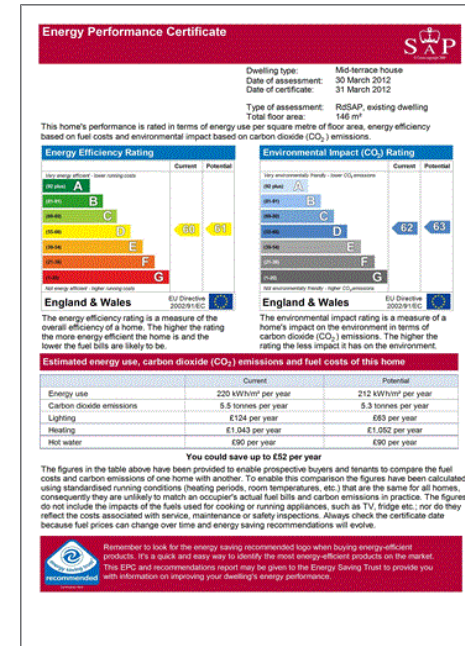 Energy Performance Certificate
SAP
Dwelling type: Mid-terrace house
Date of assessment: 30 March 2012
Date of certificate: 31 March 2012
Type of assessment: RdSAP, existing dwelling
Total floor area: 146 m²
This home's performance is rated in terms of energy use per square metre of floor area, energy efficiency
based on fuel costs and environmental impact based on carbon dioxide (CO2) emissions.
Energy Efficiency Rating
Current Potential
Very energy efficient - lower running costs
(92 plus) A
(81-91) B
(69-80) C
(55-68) D
(39-54) E
(21-38) F
(1-20) G
60 61
Not energy efficient - higher running costs
England & Wales
EU Directive
2002/91/EC
The energy efficiency rating is a measure of the
overall efficiency of a home. The higher the rating
the more energy efficient the home is and the
lower the fuel bills are likely to be.
Environmental Impact (CO2) Rating
Current Potential
Very environmentally friendly - lower CO2 emissions
(92 plus) A
(81-91) B
(69-80) C
(55-68) D
(39-54) E
(21-38) F
(1-20) G
62 63
Not environmentally friendly - higher CO2 emissions
England & Wales
EU Directive
2002/91/EC
The environmental impact rating is a measure of a
home's impact on the environment in terms of
carbon dioxide (CO2) emissions. The higher the
rating the less impact it has on the environment.
Estimated energy use, carbon dioxide (CO2) emissions and fuel costs of this home
Current Potential
Energy use 220 kWh/m² per year 212 kWh/m² per year
Carbon dioxide emissions 5.5 tonnes per year 5.3 tonnes per year
Lighting £124 per year £63 per year
Heating £1,043 per year £1,052 per year
Hot water £90 per year £90 per year
You could save up to £52 per year
The figures in the table above have been provided to enable prospective buyers and tenants to compare the fuel
costs and carbon emissions of one home with another. To enable this comparison the figures have been calculated
using standardised running conditions (heating periods, room temperatures, etc.) that are the same for all homes,
consequently they are unlikely to match an occupier's actual fuel bills and carbon emissions in practice. The figures
do not include the impacts of the fuels used for cooking or running appliances, such as TV, fridge etc.; nor do they
reflect the costs associated with service, maintenance or safety inspections. Always check the certificate date
because fuel prices can change over time and energy saving recommendations will evolve.
energy saving trust
recommended
Remember to look for the energy saving recommended logo when buying energy-efficient
products. It's a quick and easy way to identify the most energy-efficient products on the market.
This EPC and recommendations report may be given to the Energy Saving Trust to provide you
with information on improving your dwelling's energy performance.